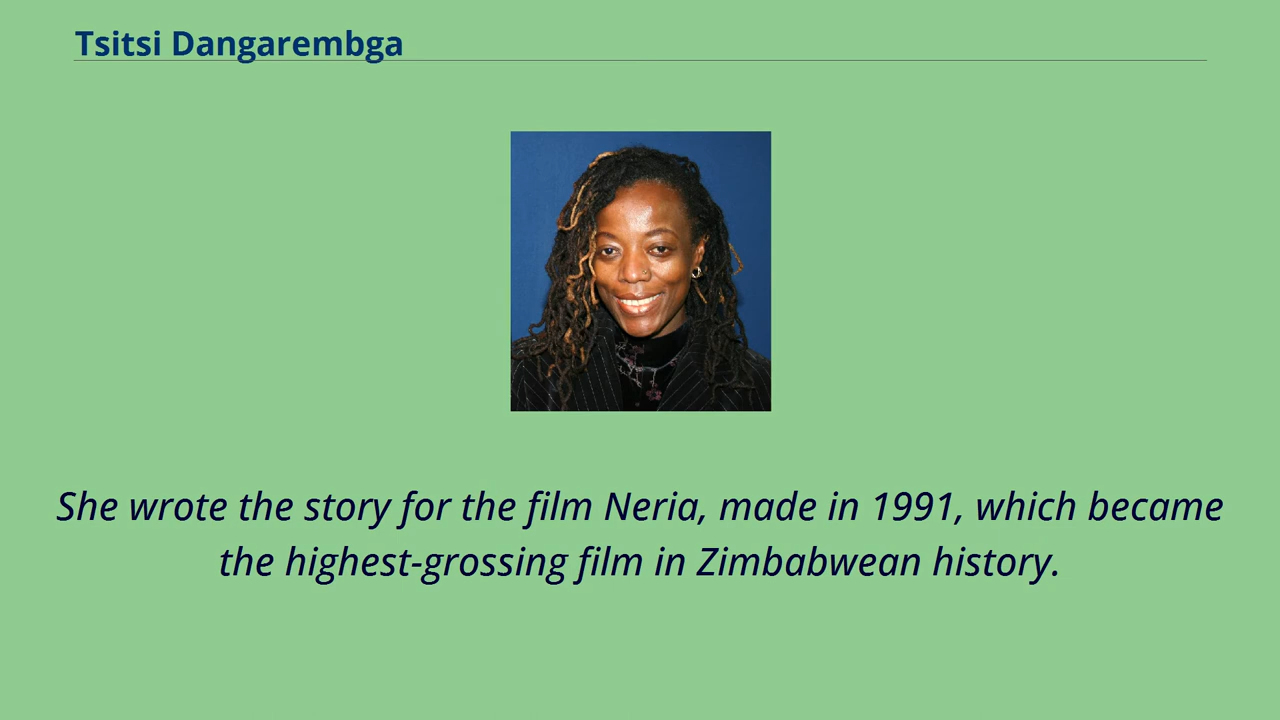 Tsitsi Dangarembga
She wrote the story for the film Neria, made in 1991, which became
the highest-grossing film in Zimbabwean history.